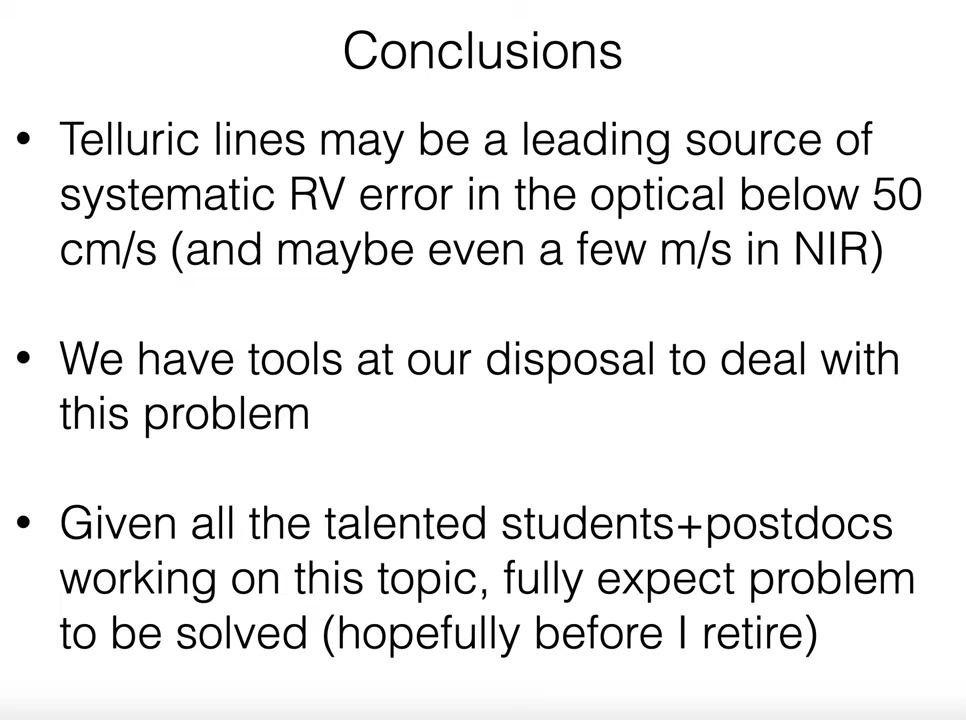 Conclusions
• Telluric lines may be a leading source of
systematic RV error in the optical below 50
cm/s (and maybe even a few m/s in NIR)
• We have tools at our disposal to deal with
this problem
• Given all the talented students+postdocs
working on this topic, fully expect problem
to be solved (hopefully before I retire)